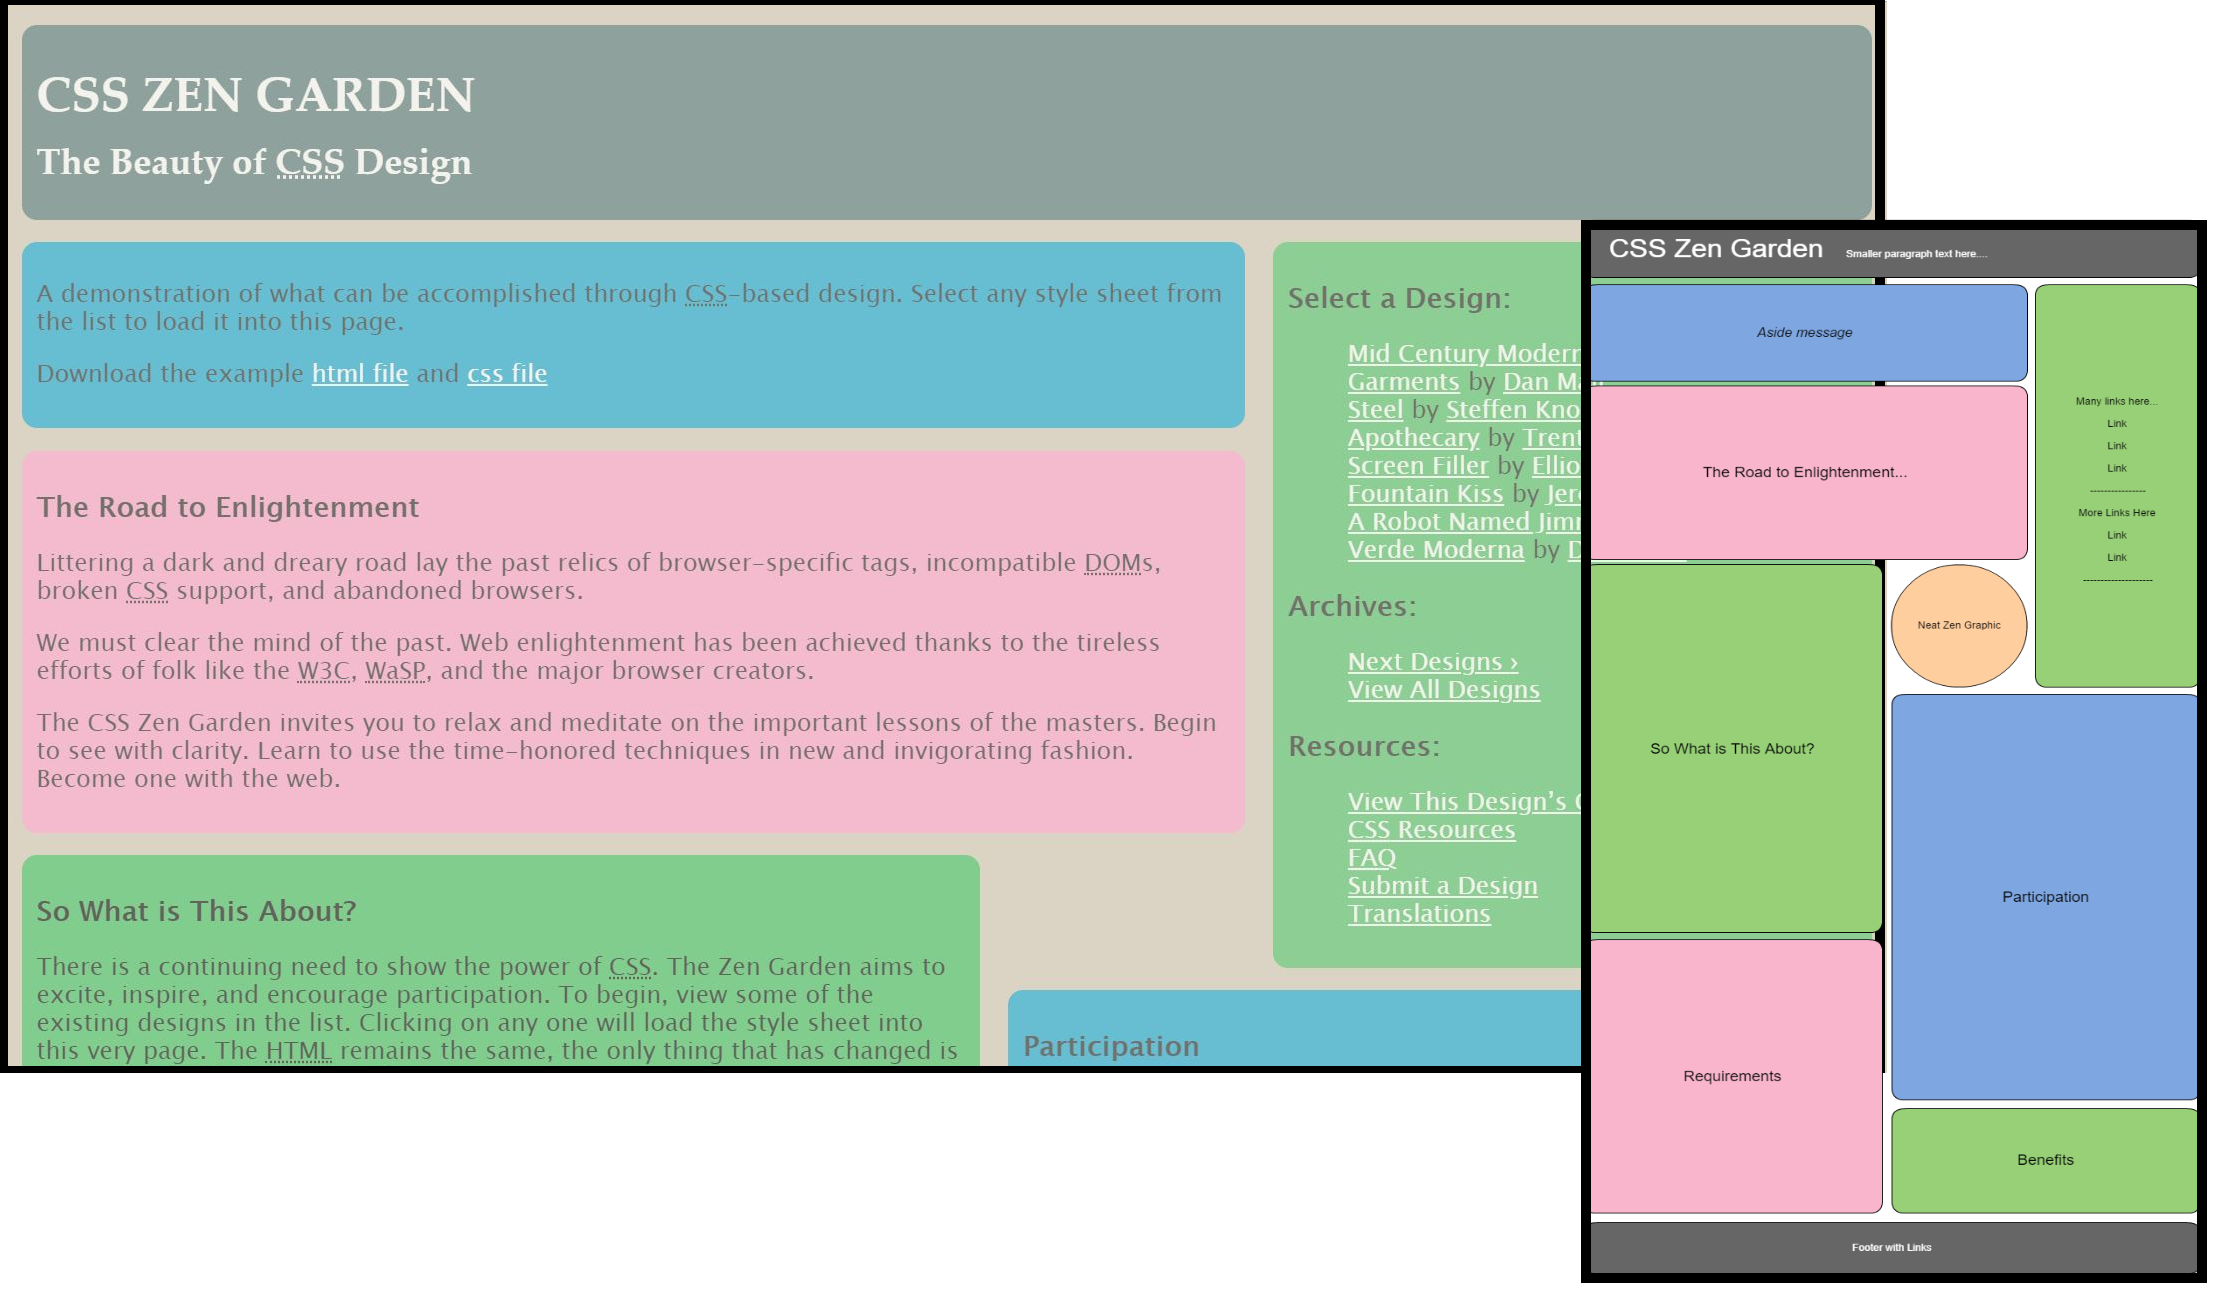 CSS ZEN GARDEN
The Beauty of CSS Design
A demonstration of what can be accomplished through CSS-based design. Select any style sheet from
the list to load it into this page.
Download the example html file and css file
The Road to Enlightenment
Littering a dark and dreary road lay the past relics of browser-specific tags, incompatible DOMs,
broken CSS support, and abandoned browsers.
We must clear the mind of the past. Web enlightenment has been achieved thanks to the tireless
efforts of folk like the W3C, WaSP, and the major browser creators.
The CSS Zen Garden invites you to relax and meditate on the important lessons of the masters. Begin
to see with clarity. Learn to use the time-honored techniques in new and invigorating fashion.
Become one with the web.
So What is This About?
There is a continuing need to show the power of CSS. The Zen Garden aims to
excite, inspire, and encourage participation. To begin, view some of the
existing designs in the list. Clicking on any one will load the style sheet into
this very page. The HTML remains the same, the only thing that has changed is
Select a Design:
Mid Century Modern
Garments by Dan
Steel by Steffen
Apothecary by Trent
Screen Filler by
Fountain Kiss by
A Robot Named
Verde Moderna by
Archives:
Next Designs ›
View All Designs
Resources:
View This Design’s
CSS Resources
FAQ
Submit a Design
Translations
Participation
CSS Zen Garden Smaller paragraph text here....
Aside message
The Road to Enlightenment...
Many links here...
Link
Link
Link
----------------
More Links Here
Link
Link
--------------------
Neat Zen Graphic
So What is This About?
Participation
Requirements
Benefits
Footer with Links